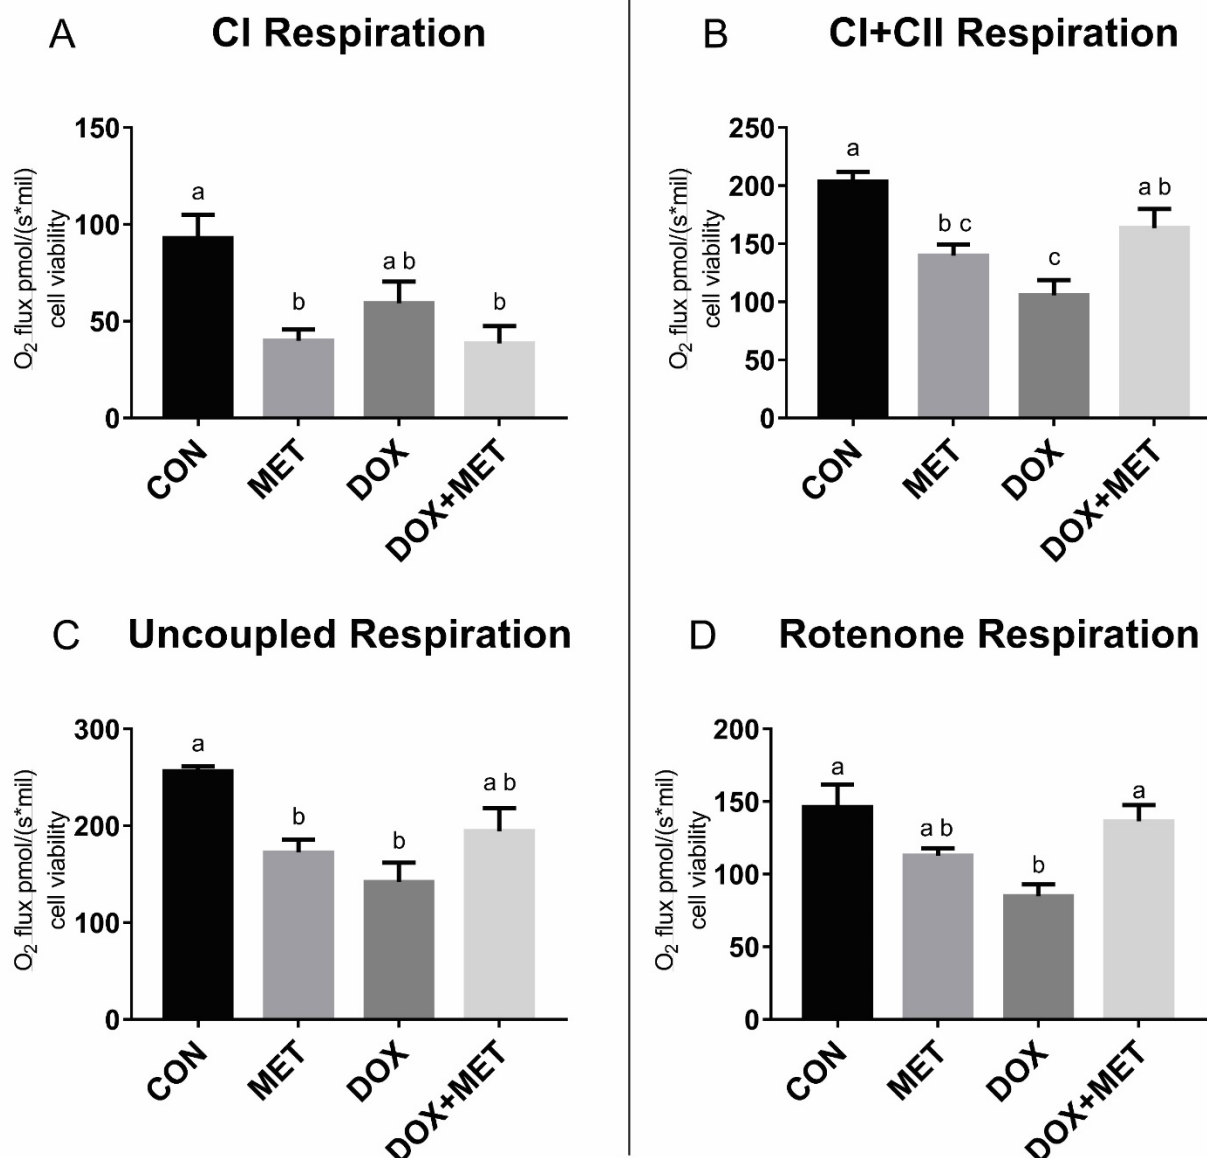 A CI Respiration
O₂ flux pmol/(s*mil)
cell viability
150
100
50
0
a
b
a b
b
CON
MET
DOX
DOX+MET
B CI+CII Respiration
O₂ flux pmol/(s*mil)
cell viability
250
200
150
100
50
0
a
b c
c
a b
CON
MET
DOX
DOX+MET
C Uncoupled Respiration
O₂ flux pmol/(s*mil)
cell viability
300
200
100
0
a
b
b
a b
CON
MET
DOX
DOX+MET
D Rotenone Respiration
O₂ flux pmol/(s*mil)
cell viability
200
150
100
50
0
a
a b
b
a
CON
MET
DOX
DOX+MET